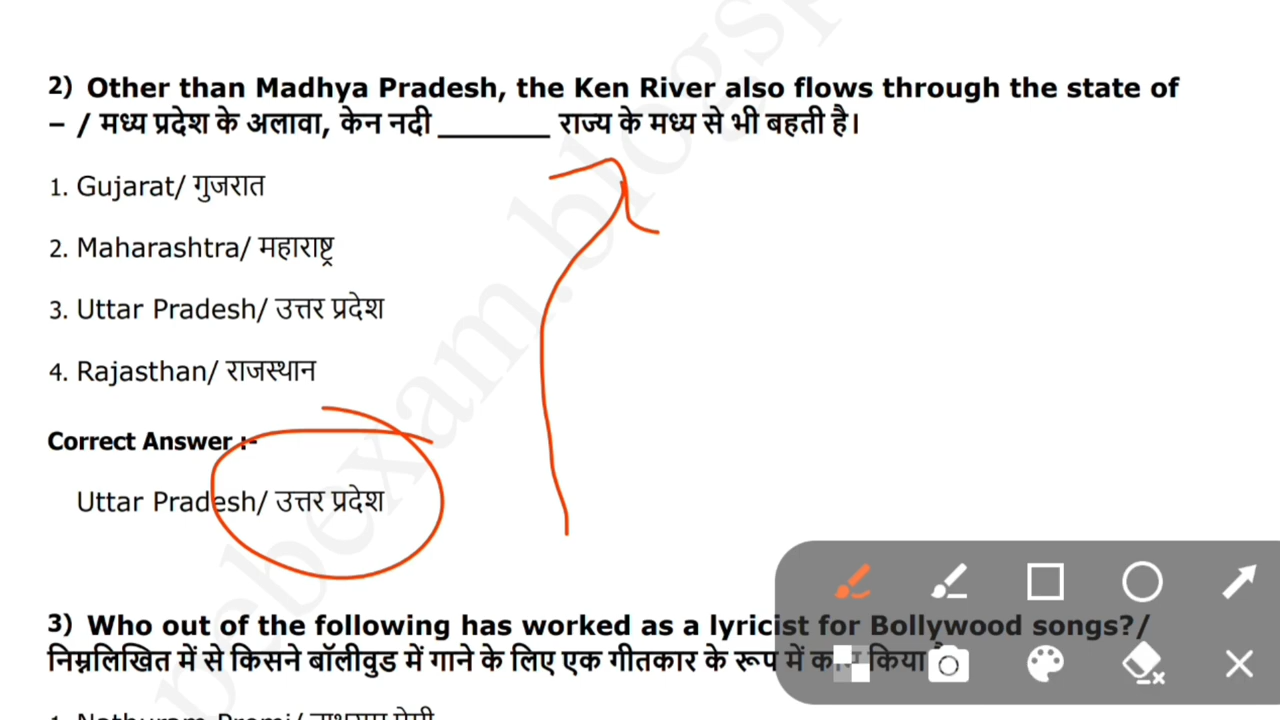 2) Other than Madhya Pradesh, the Ken River also flows through the state of
– / मध्य प्रदेश के अलावा, केन नदी ________ राज्य के मध्य से भी बहती है।
1. Gujarat/ गुजरात
2. Maharashtra/ महाराष्ट्र
3. Uttar Pradesh/ उत्तर प्रदेश
4. Rajasthan/ राजस्थान
Correct Answer :-
Uttar Pradesh/ उत्तर प्रदेश
3) Who out of the following has worked as a lyricist for Bollywood songs?/
निम्नलिखित में से किसने बॉलीवुड में गाने के लिए एक गीतकार के रूप में किया